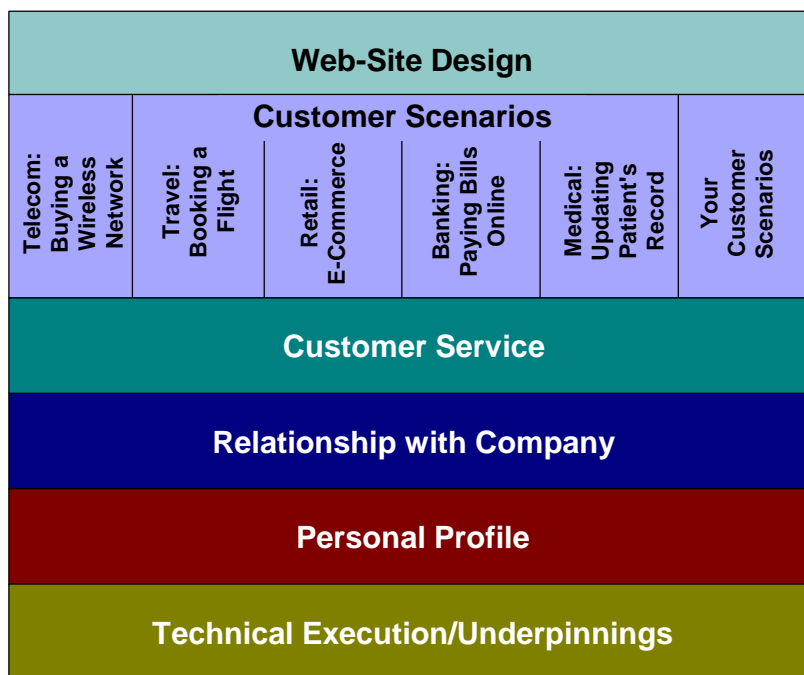 Web-Site Design
Customer Scenarios
Telecom:
Buying a
Wireless
Network
Travel:
Booking a
Flight
Retail:
E-Commerce
Banking:
Paying Bills
Online
Medical:
Updating
Patient's
Record
Your
Customer
Scenarios
Customer Service
Relationship with Company
Personal Profile
Technical Execution/Underpinnings